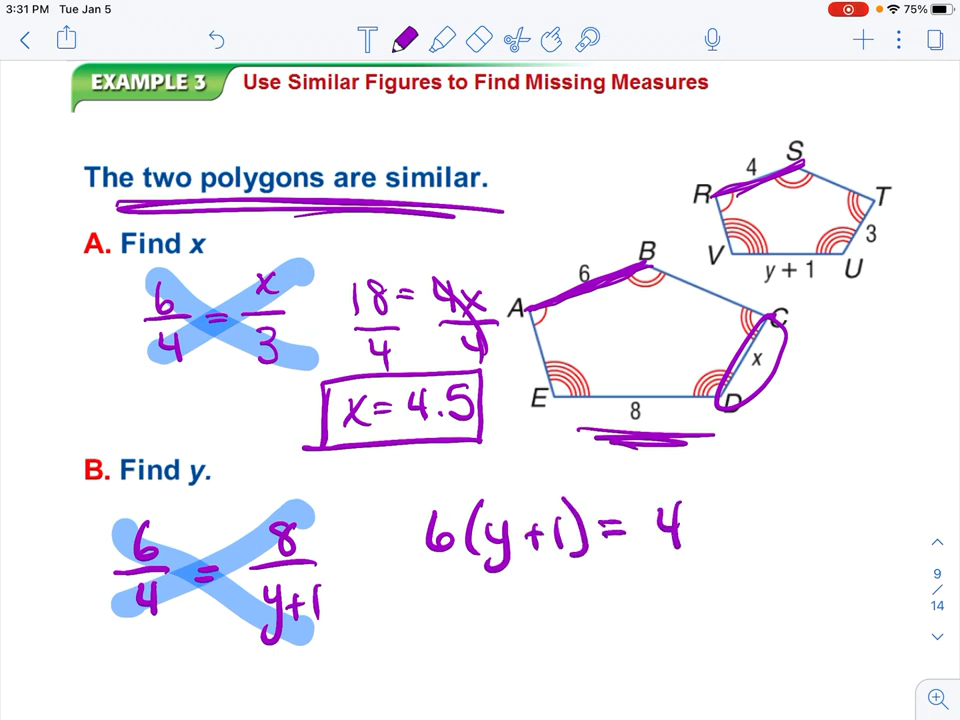 3:31 PM Tue Jan 5
75%
T
EXAMPLE 3 Use Similar Figures to Find Missing Measures
The two polygons are similar.
S
4
R
T
3
V
y + 1
U
A. Find x
6/4 = x/3
18/4 = 4x/4
x = 4.5
B
6
A
C
x
E
D
8
B. Find y.
6/4 = 8/y+1
6(y+1) = 4
9
/
14